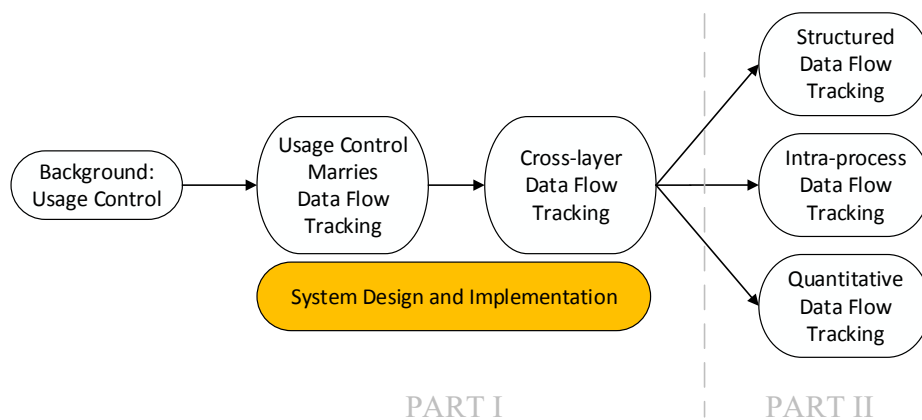 Background:
Usage Control
Usage Control
Marries
Data Flow
Tracking
Cross-layer
Data Flow
Tracking
System Design and Implementation
Structured
Data Flow
Tracking
Intra-process
Data Flow
Tracking
Quantitative
Data Flow
Tracking
PART I
PART II